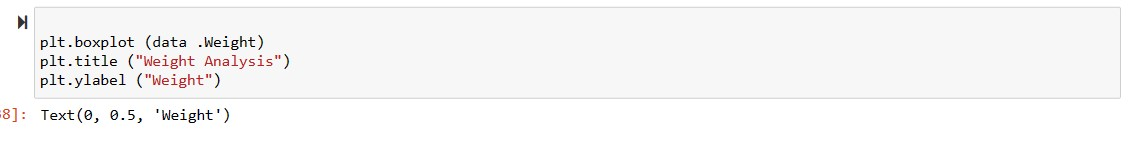 plt.boxplot (data .Weight)
plt.title ("Weight Analysis")
plt.ylabel ("Weight")
8]: Text(0, 0.5, 'Weight')